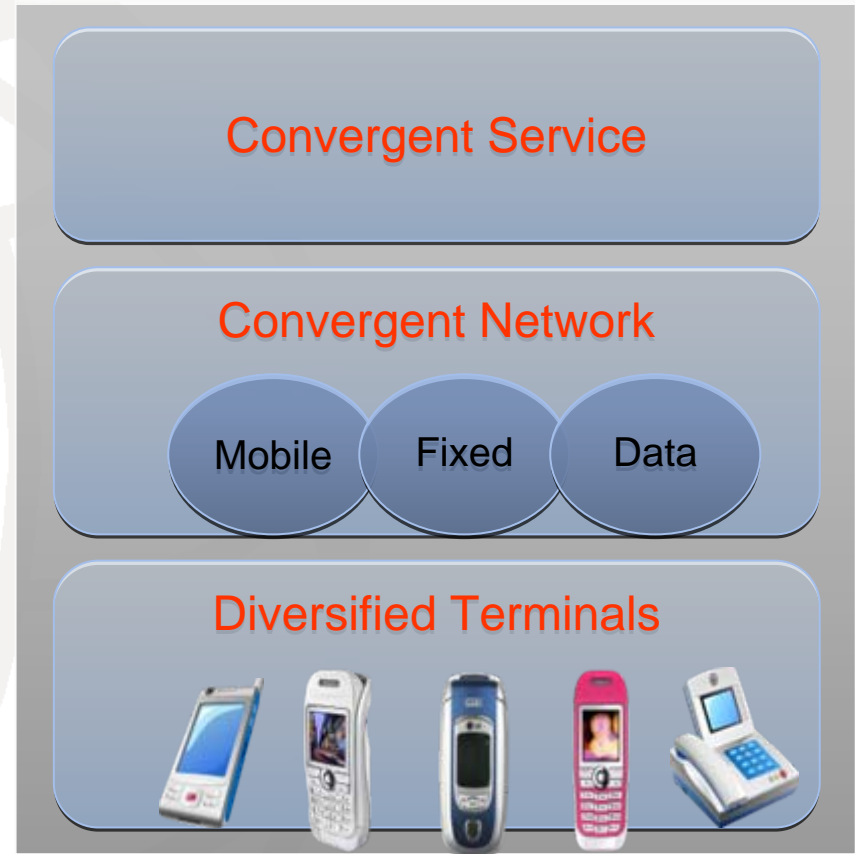 Convergent Service
Convergent Network
Mobile Fixed Data
Diversified Terminals